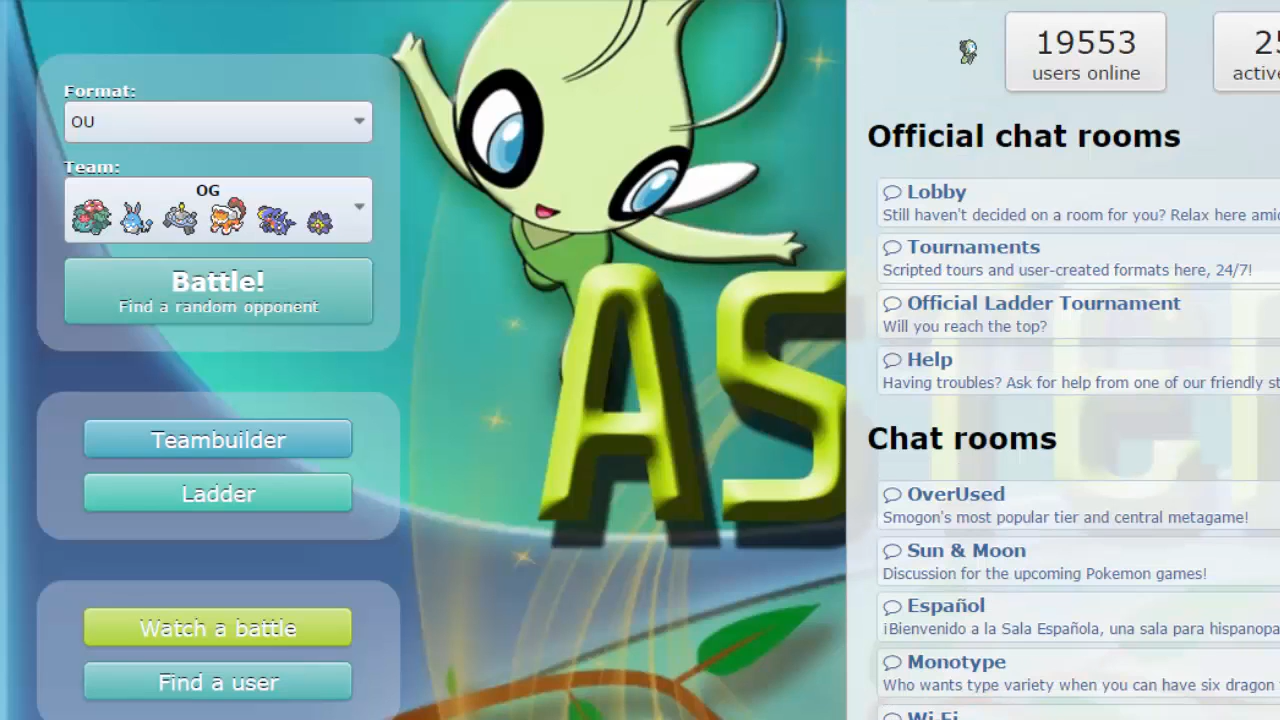 Format:
OU
Team:
OG
Battle!
Find a random opponent
Teambuilder
Ladder
Watch a battle
Find a user
AS
19553
users online
Official chat rooms
Lobby
Still haven't decided on a room for you? Relax here
Tournaments
Scripted tours and user-created formats here, 24/7!
Official Ladder Tournament
Will you reach the top?
Help
Having troubles? Ask for help from one of our friendly
Chat rooms
OverUsed
Smogon's most popular tier and central metagame!
Sun & Moon
Discussion for the upcoming Pokemon games!
Español
¡Bienvenido a la Sala Española, una sala para
Monotype
Who wants type variety when you can have six dragon
Wi-Fi